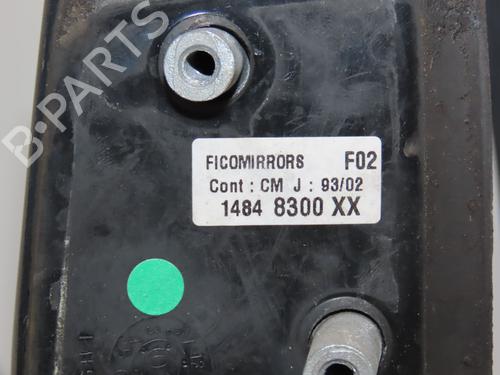 B-PARTS
FICOMIRRORS F02
Cont : CM J : 93/02
1484 8300 XX